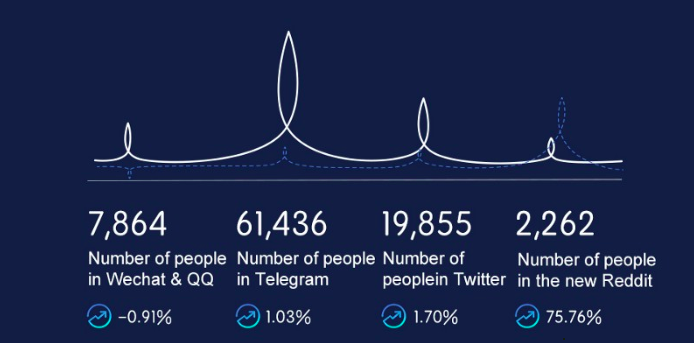 7,864
Number of people
in Wechat & QQ
-0.91%
61,436
Number of people
in Telegram
1.03%
19,855
Number of
peoplein Twitter
1.70%
2,262
Number of people
in the new Reddit
75.76%